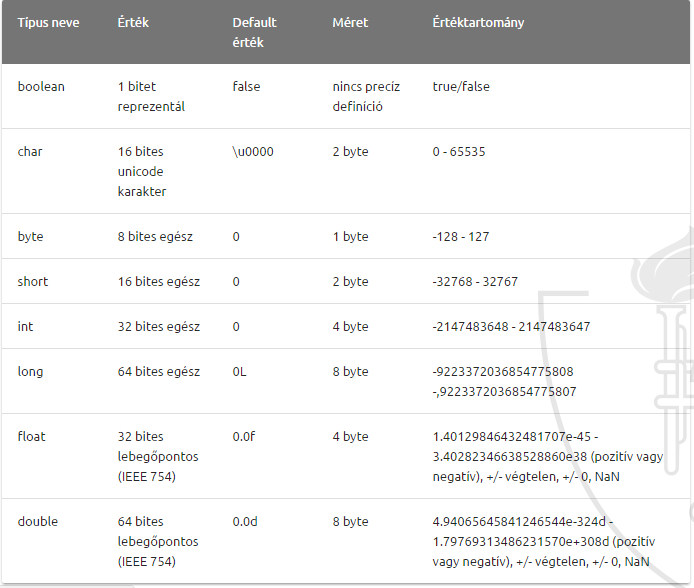 Típus neve Érték Default érték Méret Értéktartomány
boolean 1 bitet reprezentál false nincs precíz definíció true/false
char 16 bites unicode karakter \u0000 2 byte 0 - 65535
byte 8 bites egész 0 1 byte -128 - 127
short 16 bites egész 0 2 byte -32768 - 32767
int 32 bites egész 0 4 byte -2147483648 - 2147483647
long 64 bites egész 0L 8 byte -9223372036854775808 -,9223372036854775807
float 32 bites lebegőpontos (IEEE 754) 0.0f 4 byte 1.40129846432481707e-45 - 3.40282346638528860e38 (pozitív vagy negatív), +/- végtelen, +/- 0, NaN
double 64 bites lebegőpontos (IEEE 754) 0.0d 8 byte 4.94065645841246544e-324d - 1.79769313486231570e+308d (pozitív vagy negatív), +/- végtelen, +/- 0, NaN